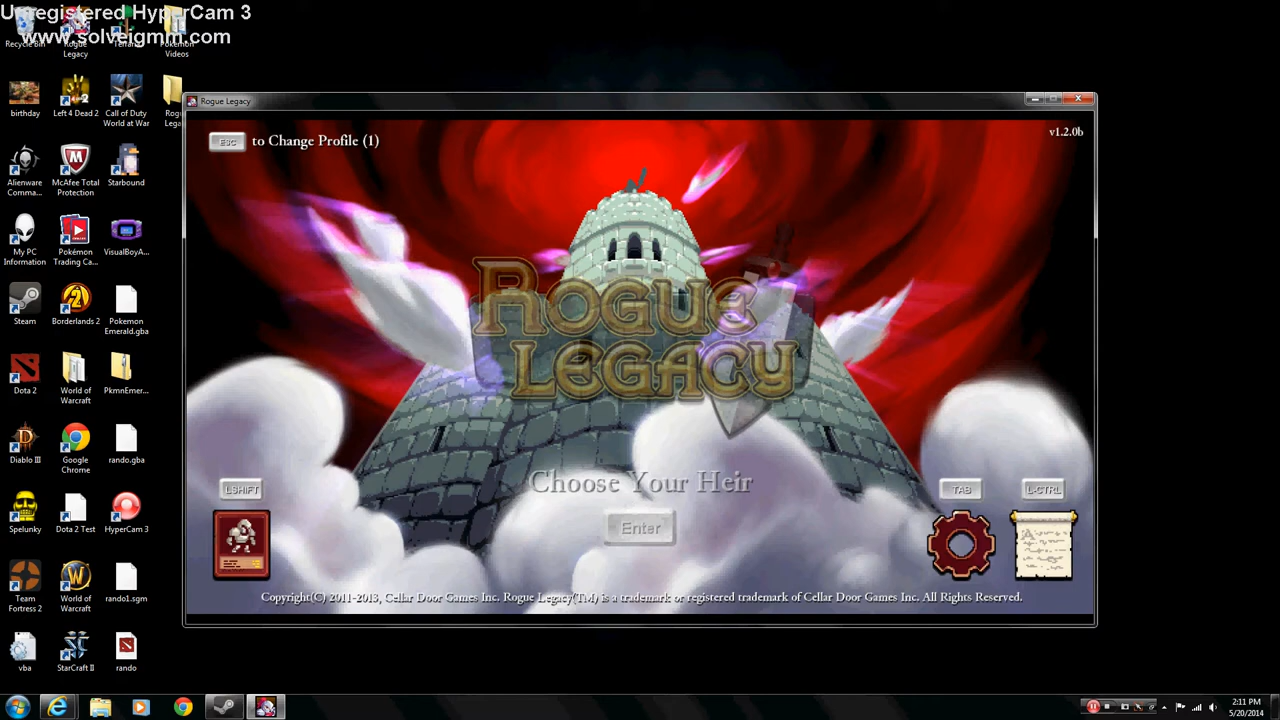 Unregistered HyperCam 3
www.solveigmm.com
Recycle Bin
Rogue Legacy
Terraria
Pokemon Videos
birthday
Left 4 Dead 2
Call of Duty World at War
Alienware Comma...
McAfee Total Protection
Starbound
My PC Information
Pokémon Trading Ca...
VisualBoyA...
Steam
Borderlands 2
Pokemon Emerald.gba
Dota 2
World of Warcraft
PkmnEmer...
Diablo III
Google Chrome
rando.gba
Spelunky
Dota 2 Test
HyperCam 3
Team Fortress 2
World of Warcraft
rando1.sgm
vba
StarCraft II
rando
Rogue Legacy
ESC to Change Profile (1)
v1.2.0b
ROGUE
LEGACY
Choose Your Heir
Enter
LSHIFT
TAB
L-CTRL
Copyright(C) 2011-2013, Cellar Door Games Inc. Rogue Legacy(TM) is a trademark or registered trademark of Cellar Door Games Inc. All Rights Reserved.
2:11 PM
5/20/2014